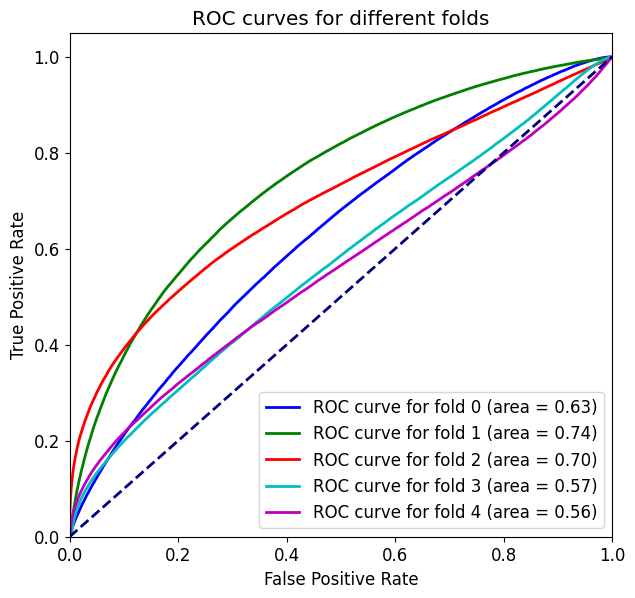 ROC curves for different folds
True Positive Rate
1.0
0.8
0.6
0.4
0.2
0.0
ROC curve for fold 0 (area = 0.63)
ROC curve for fold 1 (area = 0.74)
ROC curve for fold 2 (area = 0.70)
ROC curve for fold 3 (area = 0.57)
ROC curve for fold 4 (area = 0.56)
0.0 0.2 0.4 0.6 0.8 1.0
False Positive Rate